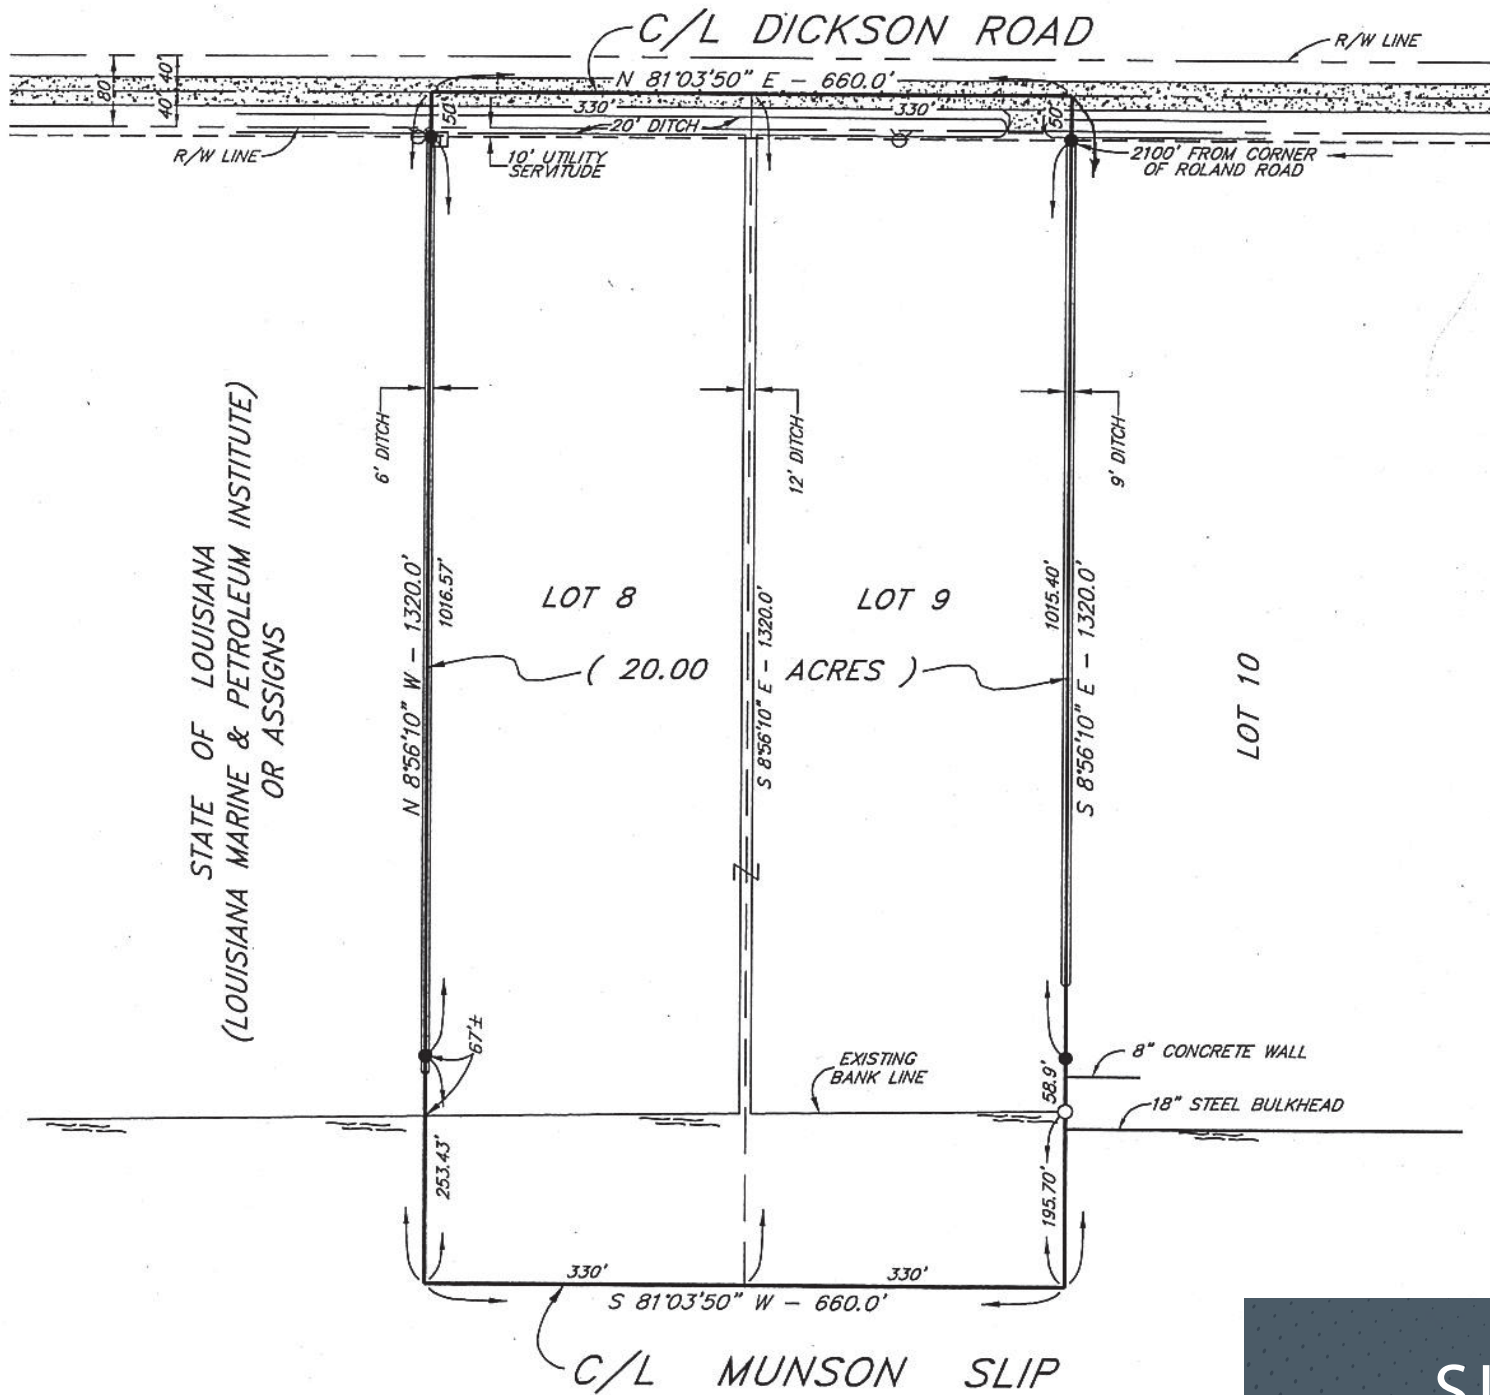 C/L DICKSON ROAD
R/W LINE
N 81°03'50" E - 660.0'
80'
40'
40'
50'
330'
330'
50'
20' DITCH
R/W LINE
10' UTILITY
SERVITUDE
2100' FROM CORNER
OF ROLAND ROAD
6' DITCH
12' DITCH
9' DITCH
STATE OF LOUISIANA
(LOUISIANA MARINE & PETROLEUM INSTITUTE)
OR ASSIGNS
N 8°56'10" W - 1320.0'
1016.57'
LOT 8
LOT 9
( 20.00 ACRES )
S 8°56'10" E - 1320.0'
1015.40'
S 8°56'10" E - 1320.0'
LOT 10
67'±
EXISTING
BANK LINE
58.9'
8" CONCRETE WALL
18" STEEL BULKHEAD
253.43'
195.70'
330'
330'
S 81°03'50" W - 660.0'
C/L MUNSON SLIP